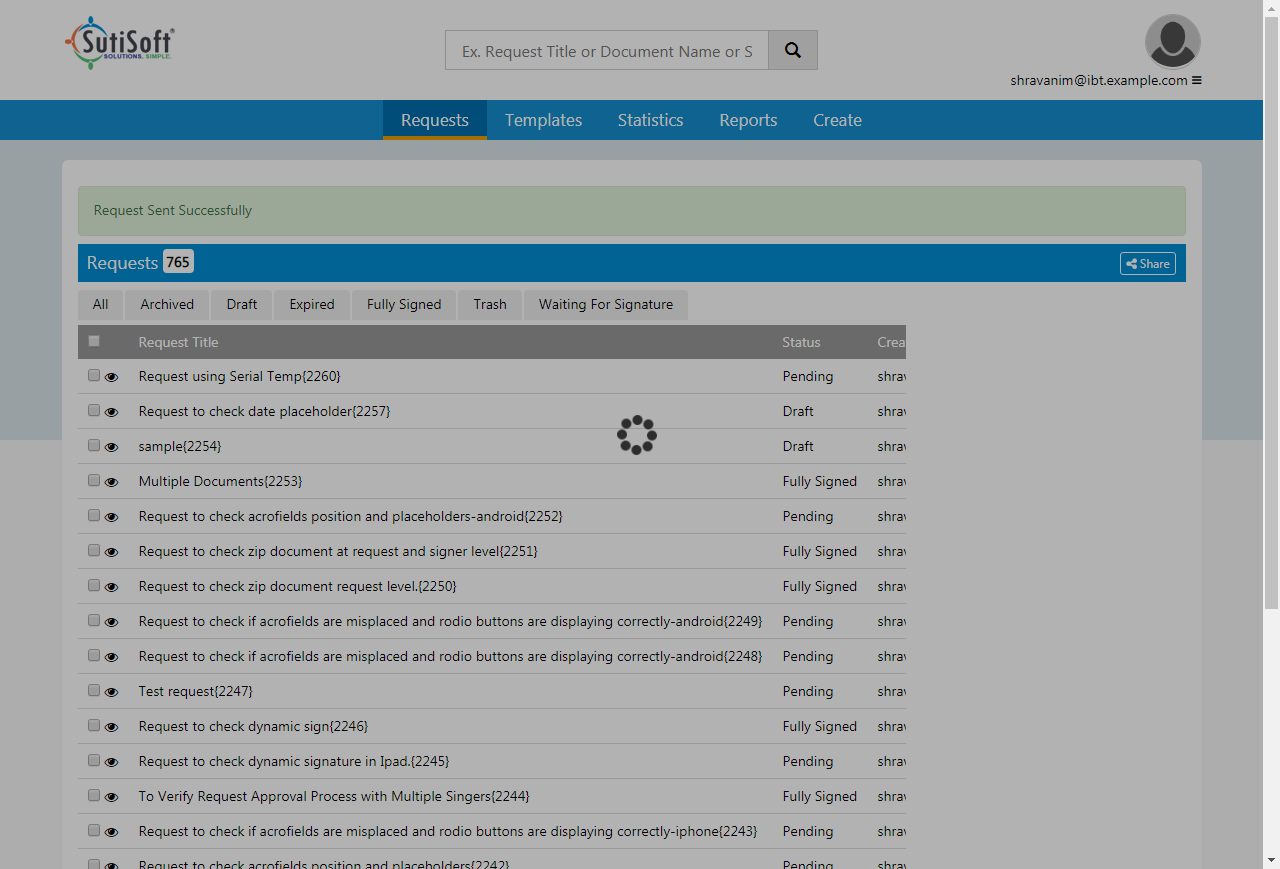 SutiSoft
SOLUTIONS. SIMPLE.
Ex. Request Title or Document Name or S
shravanim@ibt.example.com
Requests Templates Statistics Reports Create
Request Sent Successfully
Requests 765 Share
All Archived Draft Expired Fully Signed Trash Waiting For Signature
Request Title Status Crea
Request using Serial Temp{2260} Pending shrav
Request to check date placeholder{2257} Draft shrav
sample{2254} Draft shrav
Multiple Documents{2253} Fully Signed shrav
Request to check acrofields position and placeholders-android{2252} Pending shrav
Request to check zip document at request and signer level{2251} Fully Signed shrav
Request to check zip document request level.{2250} Fully Signed shrav
Request to check if acrofields are misplaced and rodio buttons are displaying correctly-android{2249} Pending shrav
Request to check if acrofields are misplaced and rodio buttons are displaying correctly-android{2248} Pending shrav
Test request{2247} Pending shrav
Request to check dynamic sign{2246} Fully Signed shrav
Request to check dynamic signature in Ipad.{2245} Pending shrav
To Verify Request Approval Process with Multiple Singers{2244} Fully Signed shrav
Request to check if acrofields are misplaced and rodio buttons are displaying correctly-iphone{2243} Pending shrav
Request to check acrofields position and placeholders{2242} Pending shrav